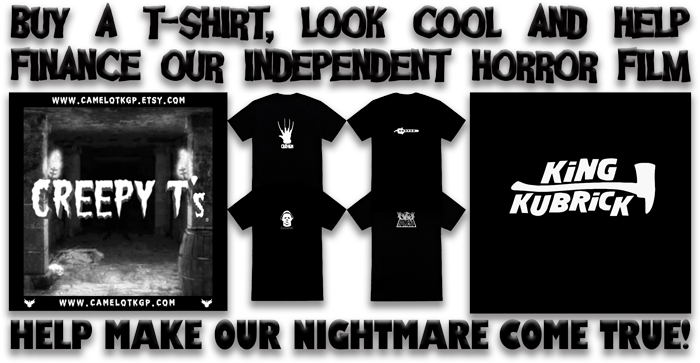 BUY A T-SHIRT, LOOK COOL AND HELP
FINANCE OUR INDEPENDENT HORROR FILM
WWW.CAMELOTKGP.ETSY.COM
CREEPY T's
WWW.CAMELOTKGP.COM
KiNG
KUBRiCK
HELP MAKE OUR NIGHTMARE COME TRUE!